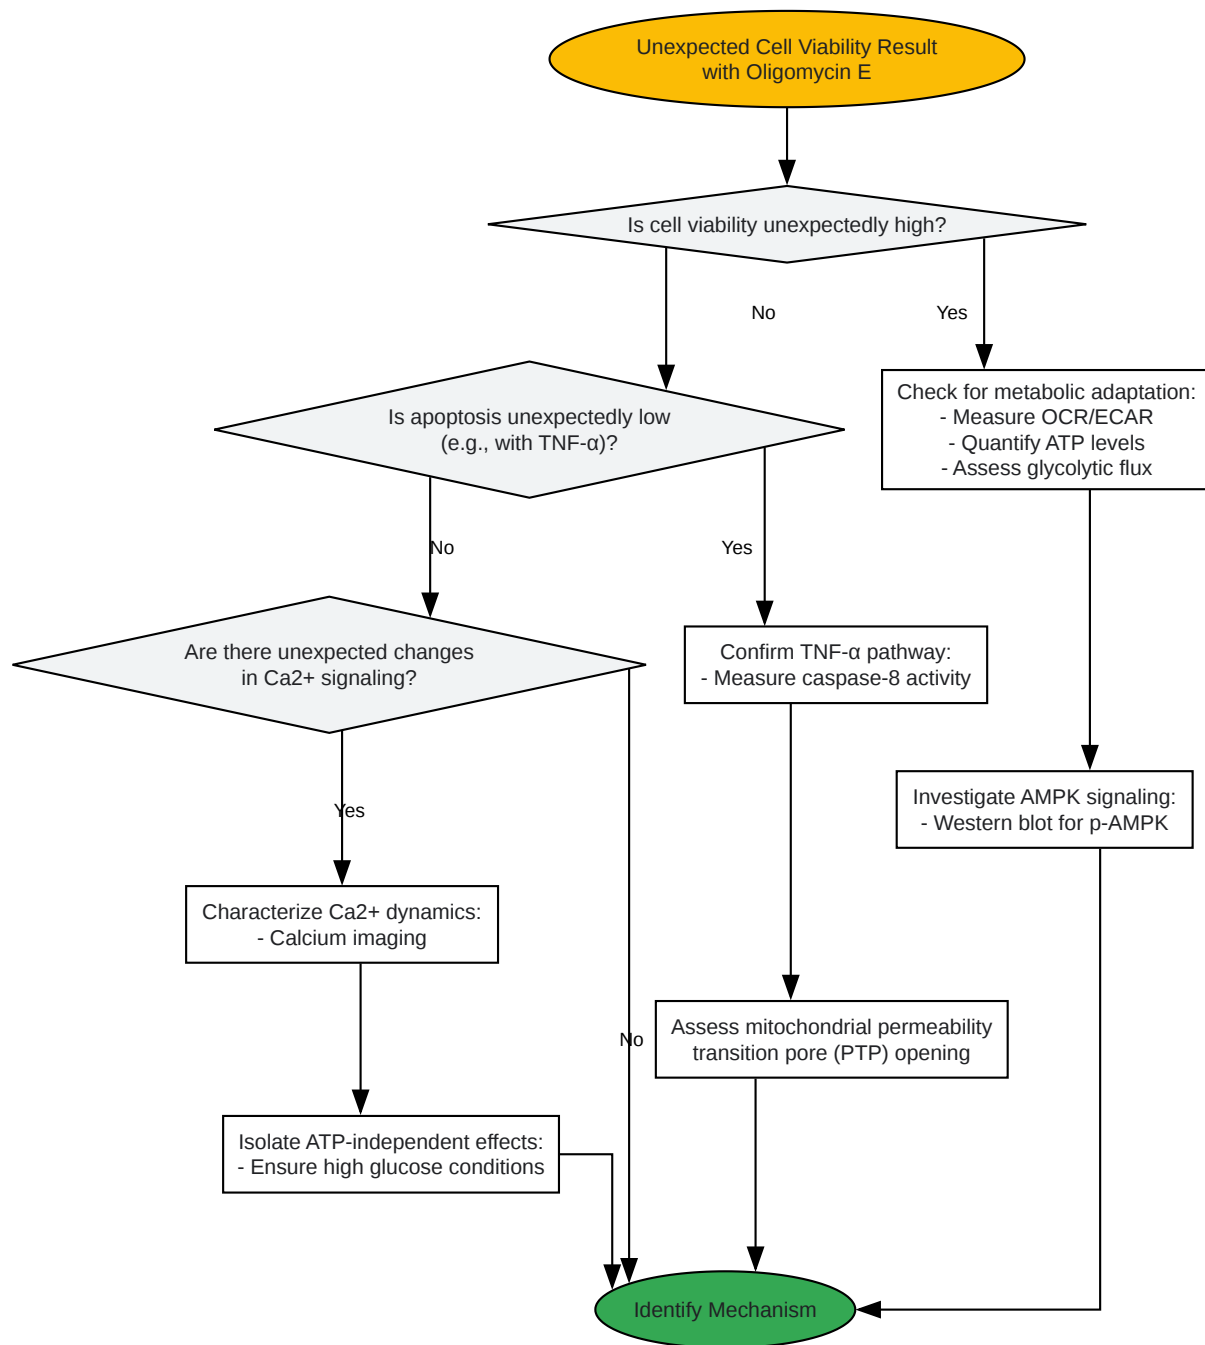 Unexpected Cell Viability Result
with Oligomycin E
Is cell viability unexpectedly high?
No
Yes
Is apoptosis unexpectedly low
(e.g., with TNF-α)?
Check for metabolic adaptation:
- Measure OCR/ECAR
- Quantify ATP levels
- Assess glycolytic flux
No
Yes
Are there unexpected changes
in Ca2+ signaling?
Confirm TNF-α pathway:
- Measure caspase-8 activity
Yes
Investigate AMPK signaling:
- Western blot for p-AMPK
Characterize Ca2+ dynamics:
- Calcium imaging
No
Assess mitochondrial permeability
transition pore (PTP) opening
Isolate ATP-independent effects:
- Ensure high glucose conditions
Identify Mechanism